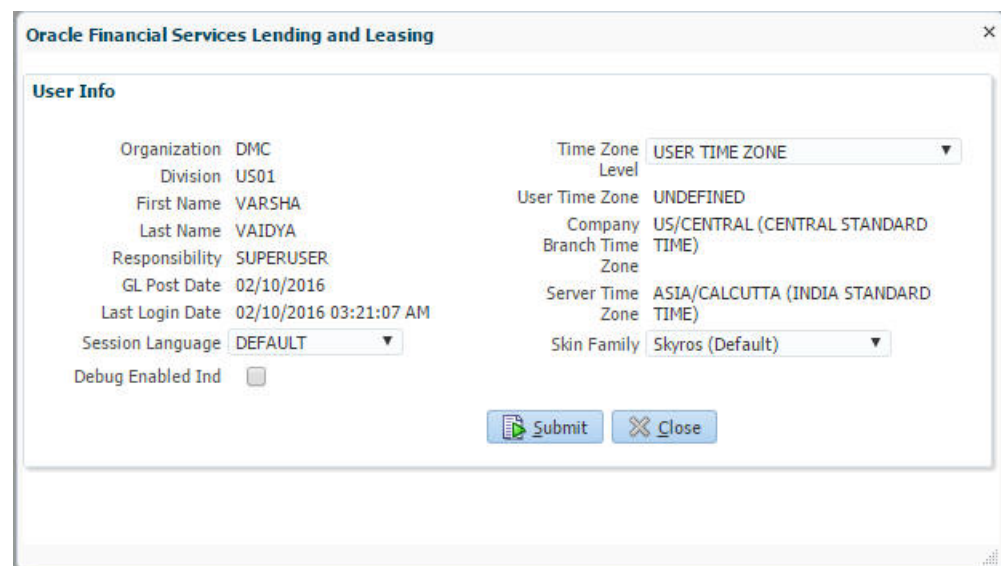 Oracle Financial Services Lending and Leasing
User Info
Organization DMC
Division US01
First Name VARSHA
Last Name VAIDYA
Responsibility SUPERUSER
GL Post Date 02/10/2016
Last Login Date 02/10/2016 03:21:07 AM
Session Language DEFAULT
Debug Enabled Ind
Time Zone Level USER TIME ZONE
User Time Zone UNDEFINED
Company Branch Time Zone US/CENTRAL (CENTRAL STANDARD TIME)
Server Time Zone ASIA/CALCUTTA (INDIA STANDARD TIME)
Skin Family Skyros (Default)
Submit Close